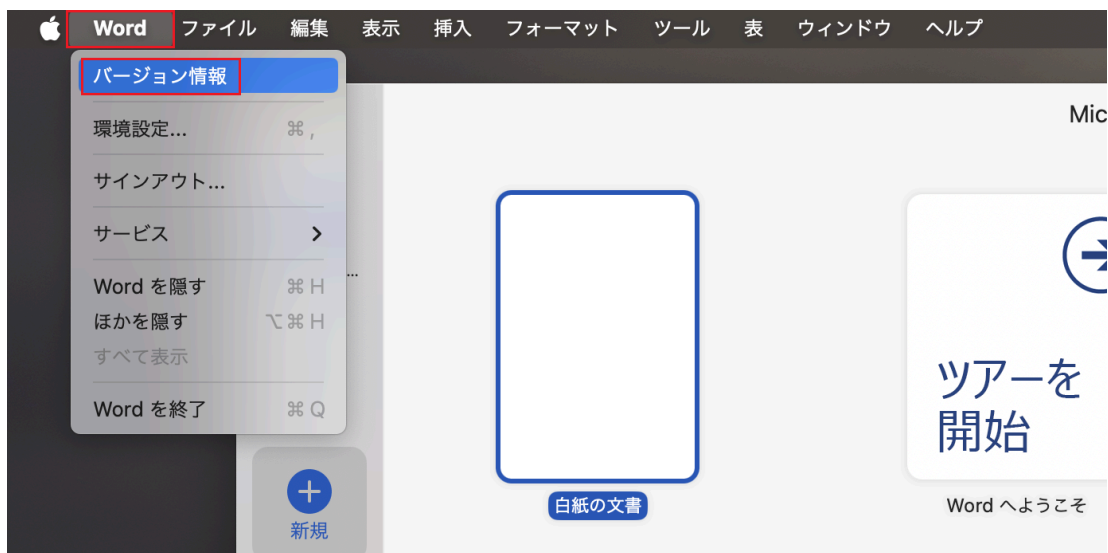 Word ファイル 編集 表示 挿入 フォーマット ツール 表 ウィンドウ ヘルプ
バージョン情報
環境設定... ⌘ ,
サインアウト...
サービス
Word を隠す ⌘ H
ほかを隠す ⌥ ⌘ H
すべて表示
Word を終了 ⌘ Q
...
新規
Mic
白紙の文書
ツアーを
開始
Word へようこそ